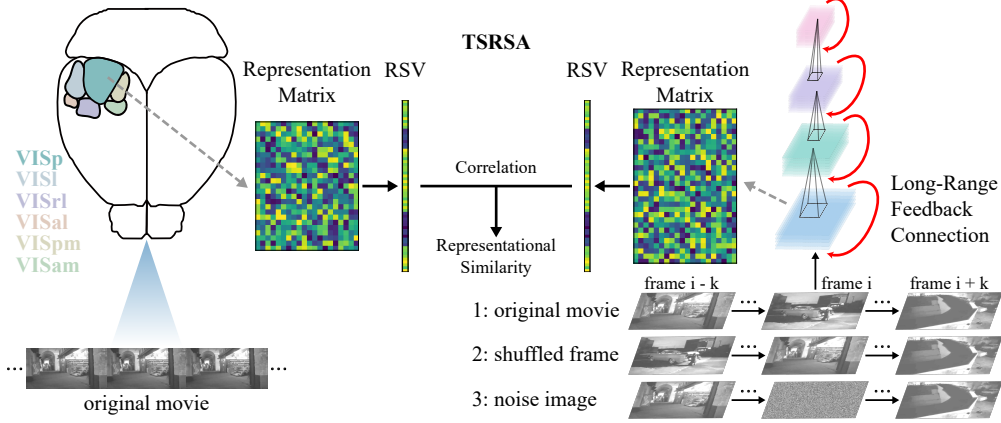 TSRSA
Representation
Matrix
RSV
RSV
Representation
Matrix
VISp
VISl
VISrl
VISal
VISpm
VISam
Correlation
Representational
Similarity
Long-Range
Feedback
Connection
frame i - k
frame i
frame i + k
1: original movie
... ...
2: shuffled frame
... ...
3: noise image
... ...
... ...
original movie